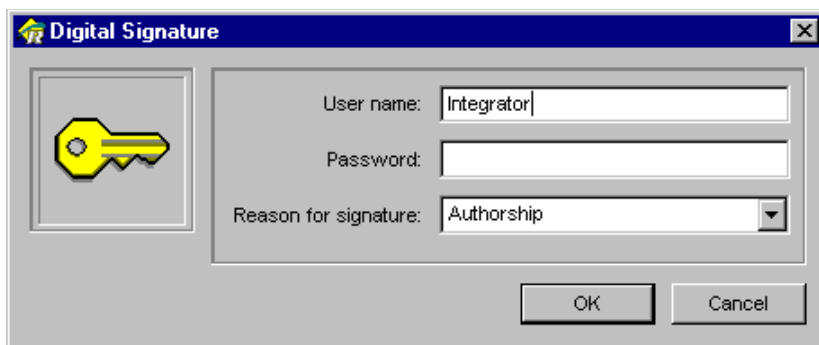 Digital Signature
User name: Integrator
Password:
Reason for signature: Authorship
OK Cancel